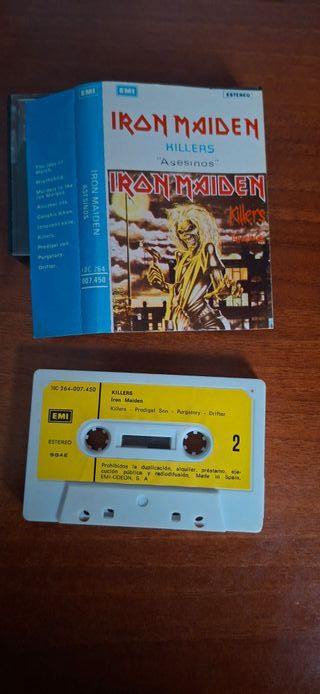 EMI
EMI
ESTEREO
IRON MAIDEN
KILLERS
"Asesinos"
IRON MAIDEN
Killers
The ides of
March.
Wrathchild.
Murders in the
rue Morgue.
Another life.
Genghis Khan.
Innocent exile.
Killers.
Prodigal son.
Purgatory.
Drifter.
IRON MAIDEN
ASESINOS
10C 264
007.450
10C 264-007.450
KILLERS
Iron Maiden
Killers - Prodigal Son - Purgatory - Drifter
EMI
ESTEREO
SGAE
2
Prohibidos la duplicación, alquiler, préstamo, eje-
cución pública y radiodifusión. Made in Spain.
EMI-ODEON, S. A.